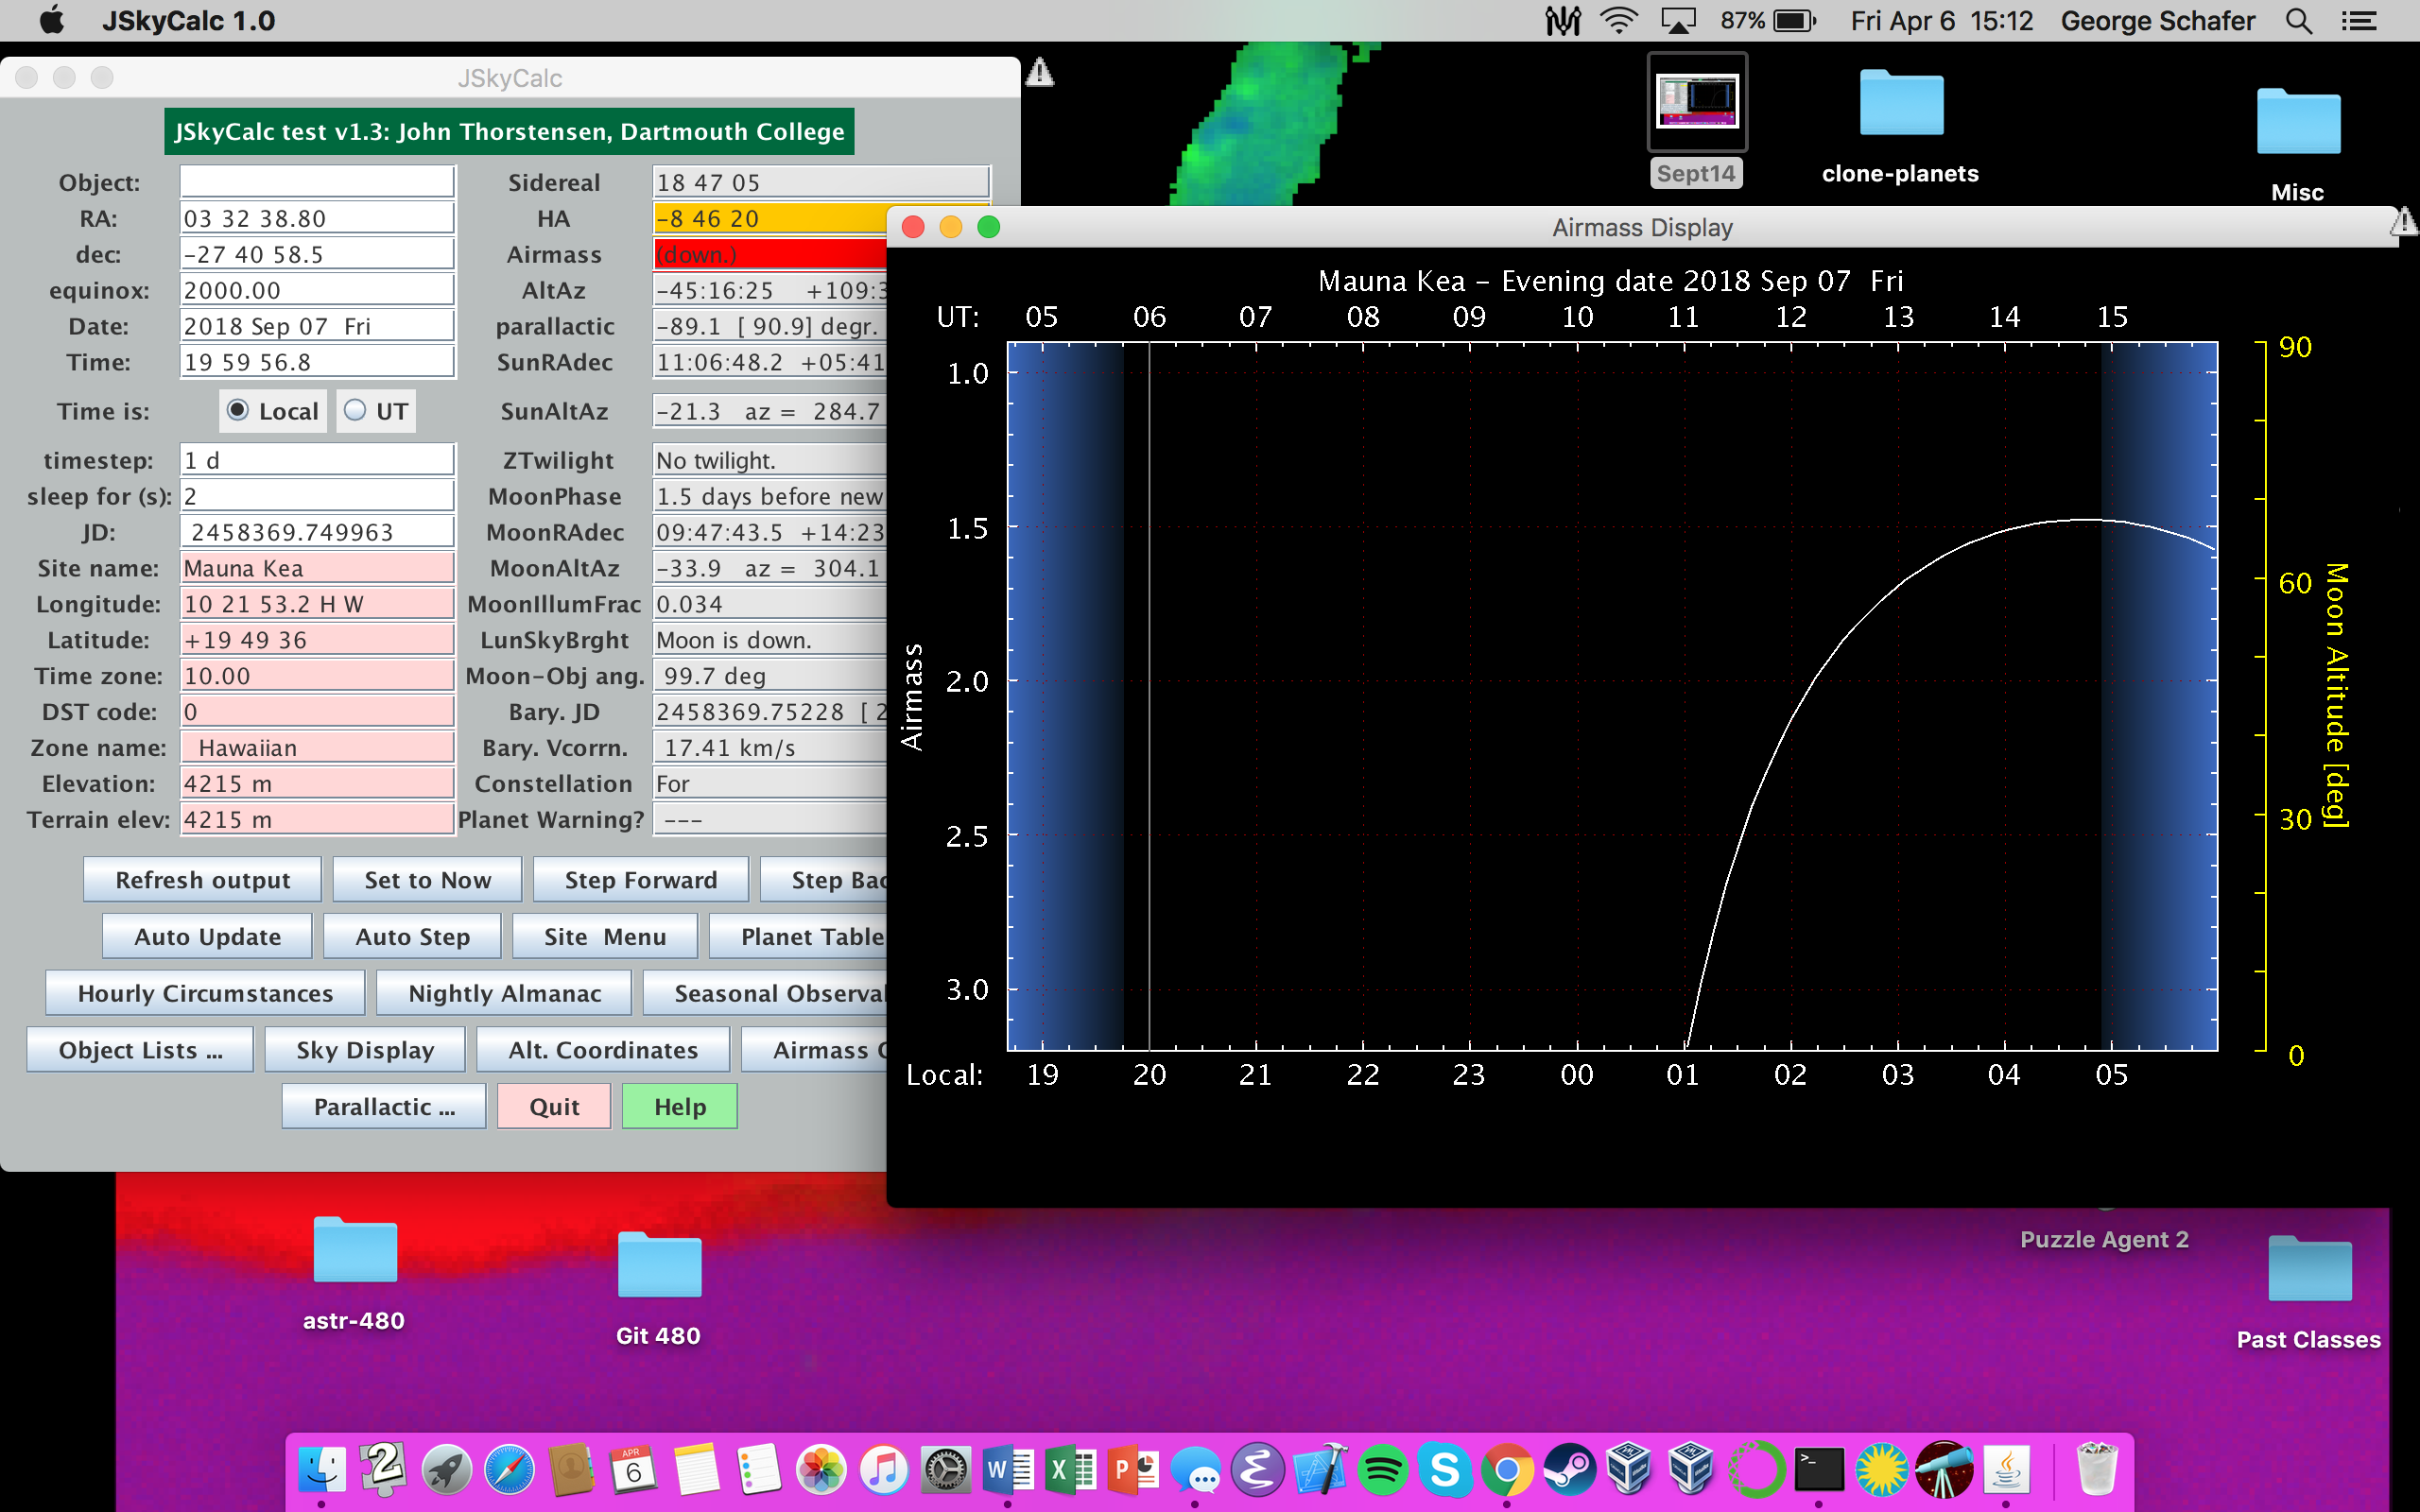 JSkyCalc 1.0
87%
Fri Apr 6 15:12
George Schafer
JSkyCalc
JSkyCalc test v1.3: John Thorstensen, Dartmouth College
Object:
RA: 03 32 38.80
dec: -27 40 58.5
equinox: 2000.00
Date: 2018 Sep 07 Fri
Time: 19 59 56.8
Time is: Local UT
timestep: 1 d
sleep for (s): 2
JD: 2458369.749963
Site name: Mauna Kea
Longitude: 10 21 53.2 H W
Latitude: +19 49 36
Time zone: 10.00
DST code: 0
Zone name: Hawaiian
Elevation: 4215 m
Terrain elev: 4215 m
Sidereal 18 47 05
HA -8 46 20
Airmass (down.)
AltAz -45:16:25 +109:3
parallactic -89.1 [ 90.9] degr.
SunRAdec 11:06:48.2 +05:41
SunAltAz -21.3 az = 284.7
ZTwilight No twilight.
MoonPhase 1.5 days before new
MoonRAdec 09:47:43.5 +14:23
MoonAltAz -33.9 az = 304.1
MoonIllumFrac 0.034
LunSkyBrght Moon is down.
Moon-Obj ang. 99.7 deg
Bary. JD 2458369.75228 [ 2
Bary. Vcorrn. 17.41 km/s
Constellation For
Planet Warning? ---
Refresh output Set to Now Step Forward Step Bac
Auto Update Auto Step Site Menu Planet Table
Hourly Circumstances Nightly Almanac Seasonal Observa
Object Lists ... Sky Display Alt. Coordinates Airmass
Parallactic ... Quit Help
Airmass Display
Mauna Kea - Evening date 2018 Sep 07 Fri
UT: 05 06 07 08 09 10 11 12 13 14 15
1.0
1.5
2.0
2.5
3.0
Airmass
90
60
30
0
Moon Altitude [deg]
Local: 19 20 21 22 23 00 01 02 03 04 05
Sept14
clone-planets
Misc
astr-480
Git 480
Puzzle Agent 2
Past Classes
2
APR
6
W
X
P
S
>_